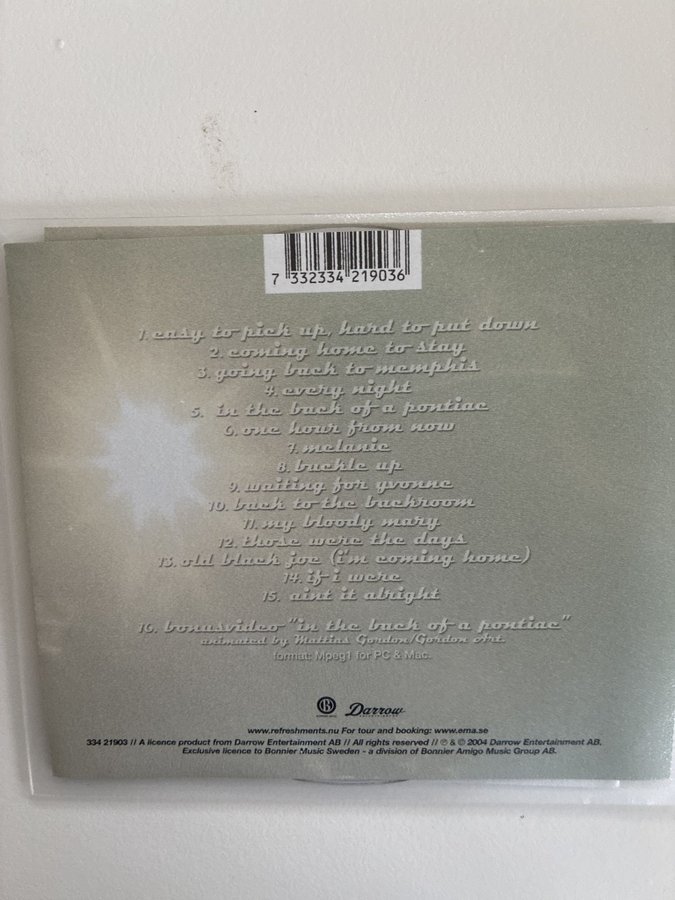 7 332334 219036
1. easy to pick up, hard to put down
2. coming home to stay
3. going back to memphis
4. every night
5. in the back of a pontiac
6. one hour from now
7. melanie
8. buckle up
9. waiting for yvonne
10. back to the backroom
11. my bloody mary
12. those were the days
13. old black joe (i'm coming home)
14. if i were
15. aint it alright
16. bonusvideo "in the back of a pontiac"
animated by Mattias Gordon/Gordon Art.
format: Mpeg1 for PC & Mac.
Darrow
www.refreshments.nu For tour and booking: www.ema.se
334 21903 // A licence product from Darrow Entertainment AB // All rights reserved // ℗ & © 2004 Darrow Entertainment AB.
Exclusive licence to Bonnier Music Sweden - a division of Bonnier Amigo Music Group AB.